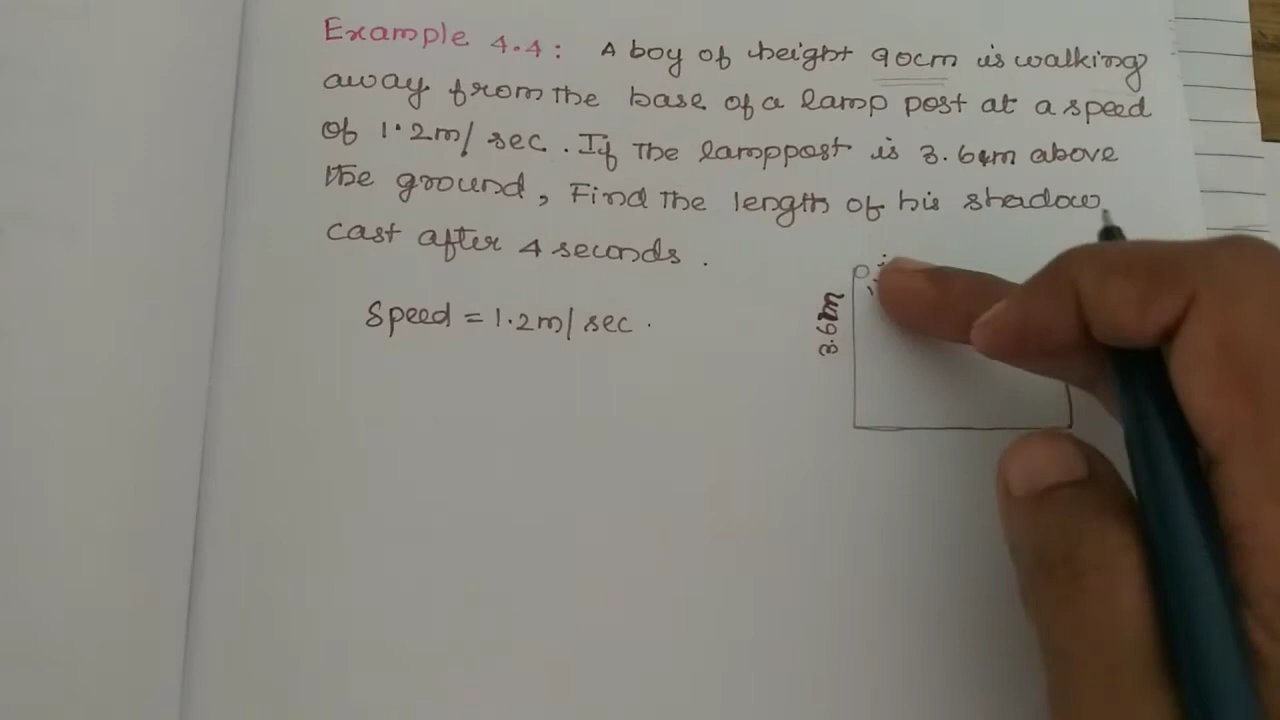 Example 4.4: A boy of height 90cm is walking
away from the base of a lamp post at a speed
of 1.2m/sec. If the lamppost is 3.6m above
the ground, Find the length of his shadow
cast after 4 seconds.
Speed = 1.2m/sec.
3.6m